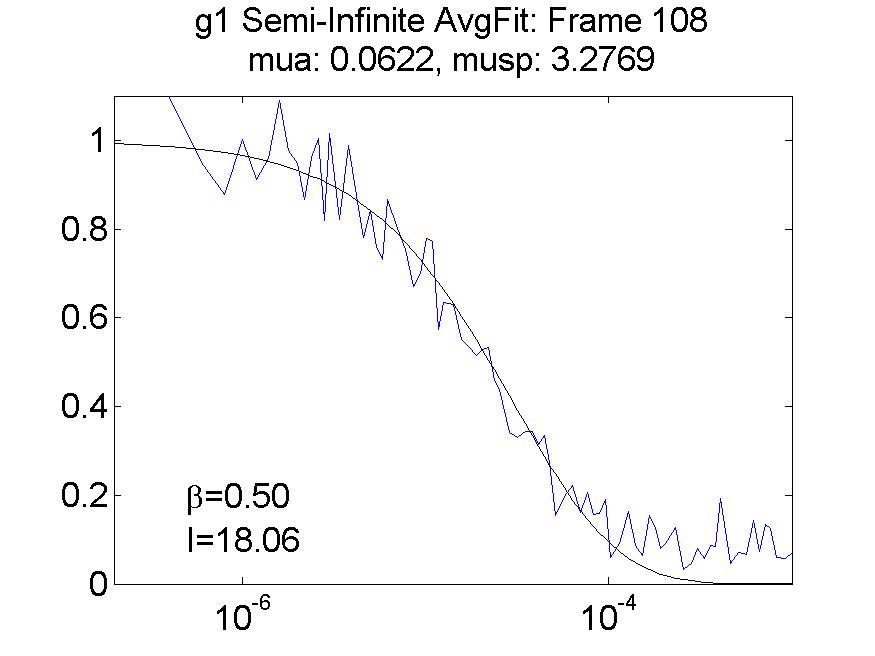 g1 Semi-Infinite AvgFit: Frame 108
mua: 0.0622, musp: 3.2769
1
0.8
0.6
0.4
0.2
0
β=0.50
I=18.06
10^-6
10^-4